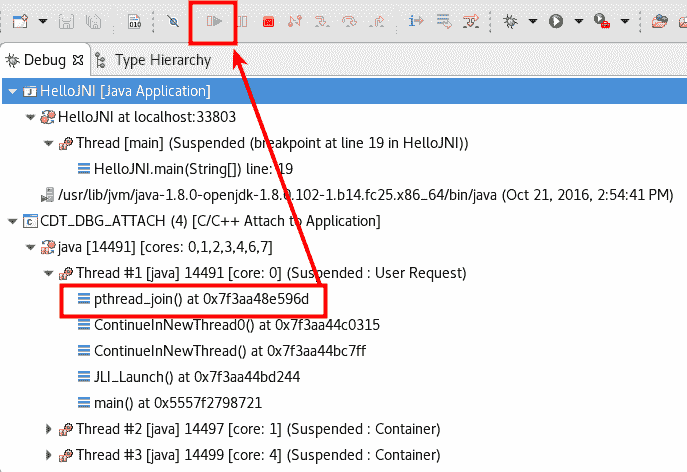 Debug
Type Hierarchy
HelloJNI [Java Application]
HelloJNI at localhost:33803
Thread [main] (Suspended (breakpoint at line 19 in HelloJNI))
HelloJNI.main(String[]) line: 19
/usr/lib/jvm/java-1.8.0-openjdk-1.8.0.102-1.b14.fc25.x86_64/bin/java (Oct 21, 2016, 2:54:41 PM)
CDT_DBG_ATTACH (4) [C/C++ Attach to Application]
java [14491] [cores: 0,1,2,3,4,6,7]
Thread #1 [java] 14491 [core: 0] (Suspended : User Request)
pthread_join() at 0x7f3aa48e596d
ContinueInNewThread0() at 0x7f3aa44c0315
ContinueInNewThread() at 0x7f3aa44bc7ff
JLI_Launch() at 0x7f3aa44bd244
main() at 0x5557f2798721
Thread #2 [java] 14497 [core: 1] (Suspended : Container)
Thread #3 [java] 14499 [core: 4] (Suspended : Container)